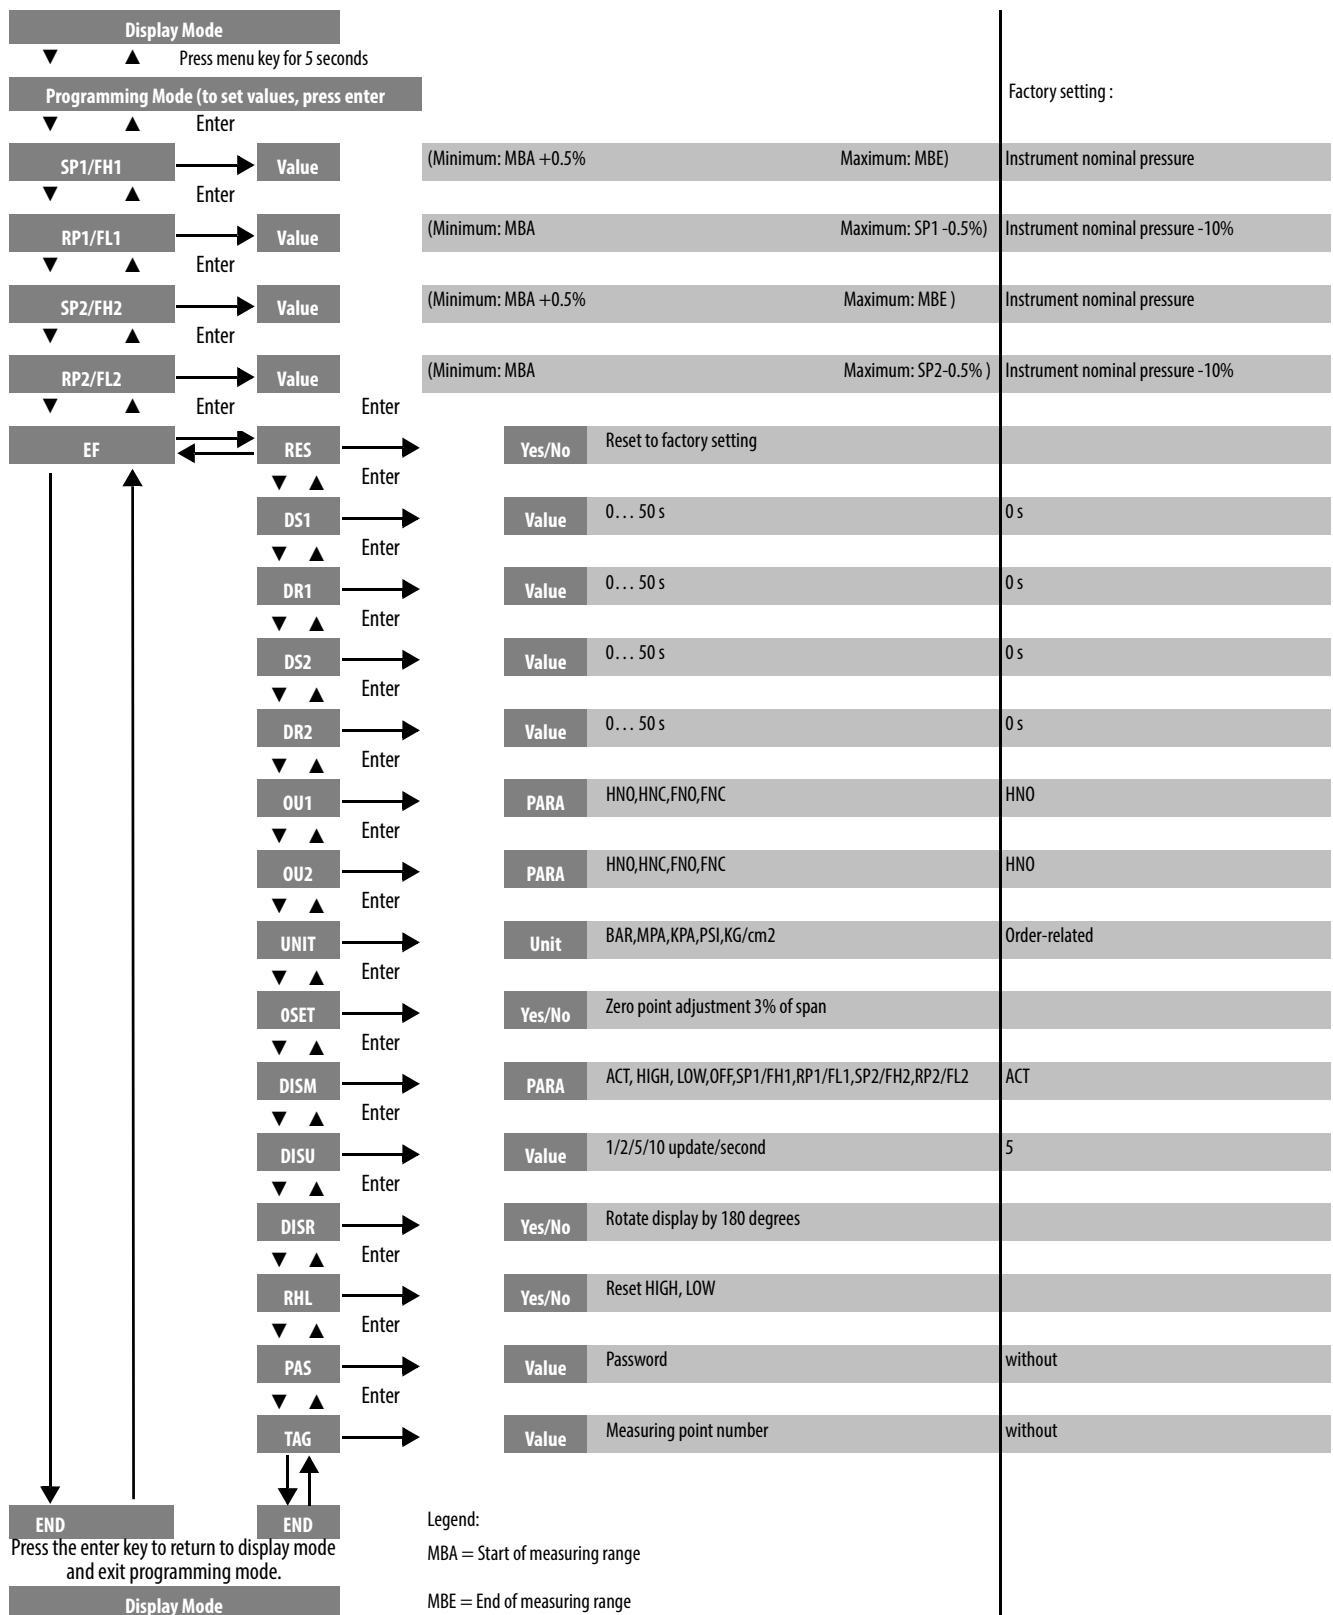 Display Mode
▼ ▲ Press menu key for 5 seconds
Programming Mode (to set values, press enter
Factory setting :
▼ ▲ Enter
SP1/FH1 Value (Minimum: MBA +0.5% Maximum: MBE) Instrument nominal pressure
▼ ▲ Enter
RP1/FL1 Value (Minimum: MBA Maximum: SP1 -0.5%) Instrument nominal pressure -10%
▼ ▲ Enter
SP2/FH2 Value (Minimum: MBA +0.5% Maximum: MBE ) Instrument nominal pressure
▼ ▲ Enter
RP2/FL2 Value (Minimum: MBA Maximum: SP2-0.5% ) Instrument nominal pressure -10%
▼ ▲ Enter Enter
EF RES Yes/No Reset to factory setting
▼ ▲ Enter
DS1 Value 0… 50 s 0 s
▼ ▲ Enter
DR1 Value 0… 50 s 0 s
▼ ▲ Enter
DS2 Value 0… 50 s 0 s
▼ ▲ Enter
DR2 Value 0… 50 s 0 s
▼ ▲ Enter
OU1 PARA HNO,HNC,FNO,FNC HNO
▼ ▲ Enter
OU2 PARA HNO,HNC,FNO,FNC HNO
▼ ▲ Enter
UNIT Unit BAR,MPA,KPA,PSI,KG/cm2 Order-related
▼ ▲ Enter
0SET Yes/No Zero point adjustment 3% of span
▼ ▲ Enter
DISM PARA ACT, HIGH, LOW,OFF,SP1/FH1,RP1/FL1,SP2/FH2,RP2/FL2 ACT
▼ ▲ Enter
DISU Value 1/2/5/10 update/second 5
▼ ▲ Enter
DISR Yes/No Rotate display by 180 degrees
▼ ▲ Enter
RHL Yes/No Reset HIGH, LOW
▼ ▲ Enter
PAS Value Password without
▼ ▲ Enter
TAG Value Measuring point number without
END END Legend:
Press the enter key to return to display mode
and exit programming mode.
MBA = Start of measuring range
Display Mode MBE = End of measuring range